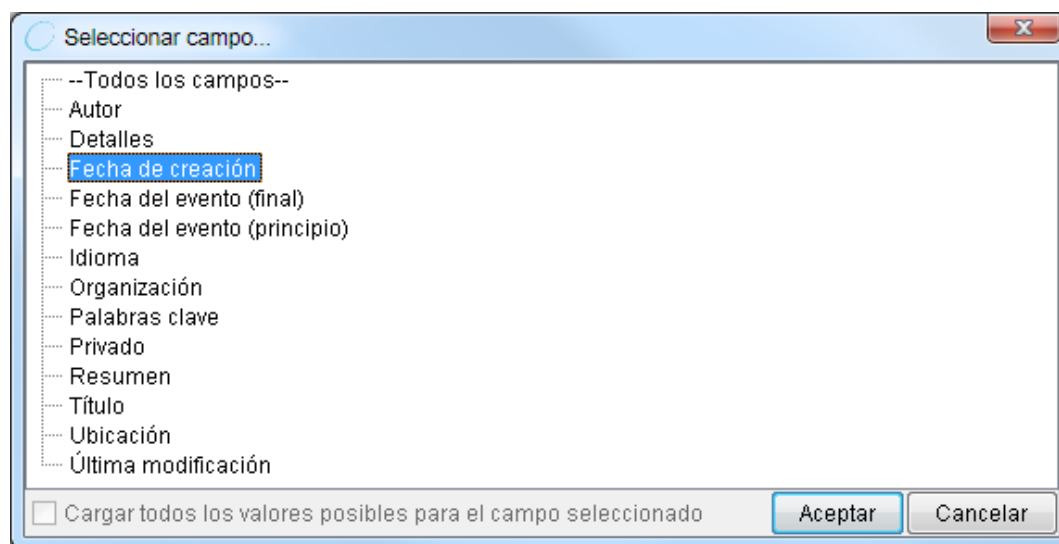 Seleccionar campo...
--Todos los campos--
Autor
Detalles
Fecha de creación
Fecha del evento (final)
Fecha del evento (principio)
Idioma
Organización
Palabras clave
Privado
Resumen
Título
Ubicación
Última modificación
Cargar todos los valores posibles para el campo seleccionado Aceptar Cancelar